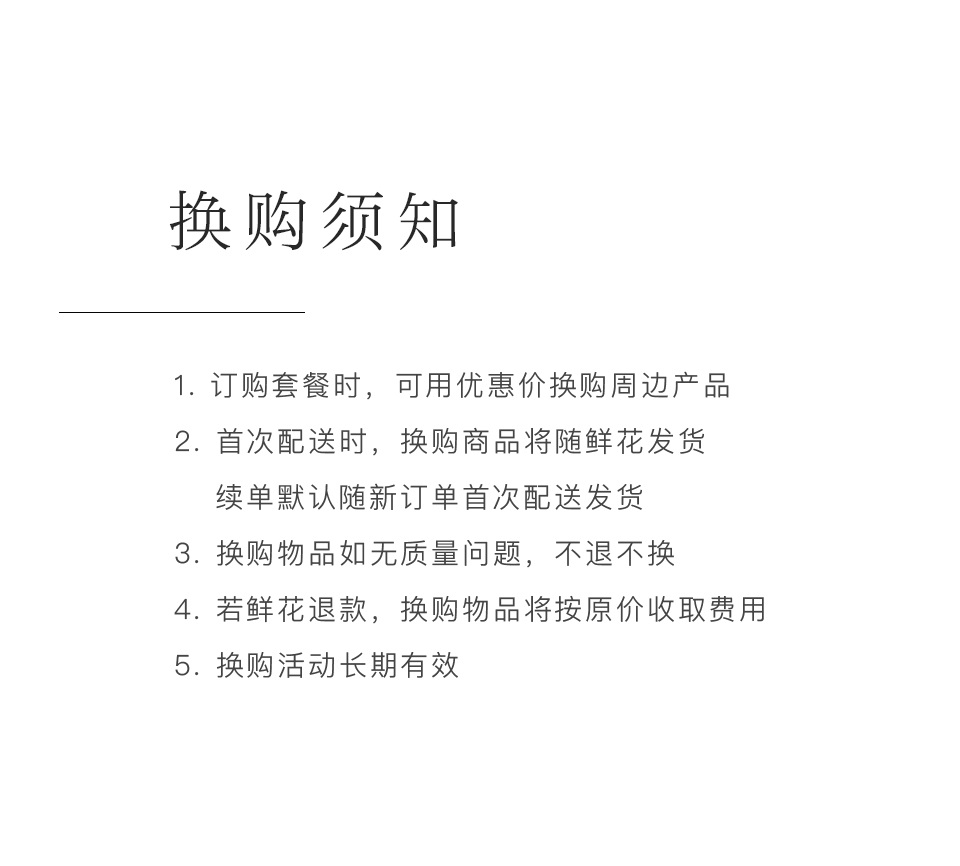 换购须知
1. 订购套餐时，可用优惠价换购周边产品
2. 首次配送时，换购商品将随鲜花发货
续单默认随新订单首次配送发货
3. 换购物品如无质量问题，不退不换
4. 若鲜花退款，换购物品将按原价收取费用
5. 换购活动长期有效